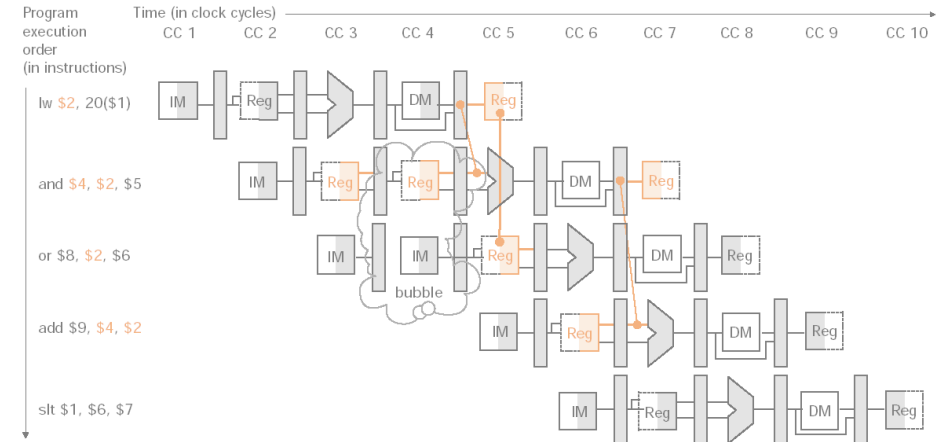 Program Time (in clock cycles)
execution CC 1 CC 2 CC 3 CC 4 CC 5 CC 6 CC 7 CC 8 CC 9 CC 10
order
(in instructions)
lw $2, 20($1) IM Reg DM Reg
and $4, $2, $5 IM Reg Reg DM Reg
or $8, $2, $6 IM IM Reg DM Reg
bubble
add $9, $4, $2 IM Reg DM Reg
slt $1, $6, $7 IM Reg DM Reg